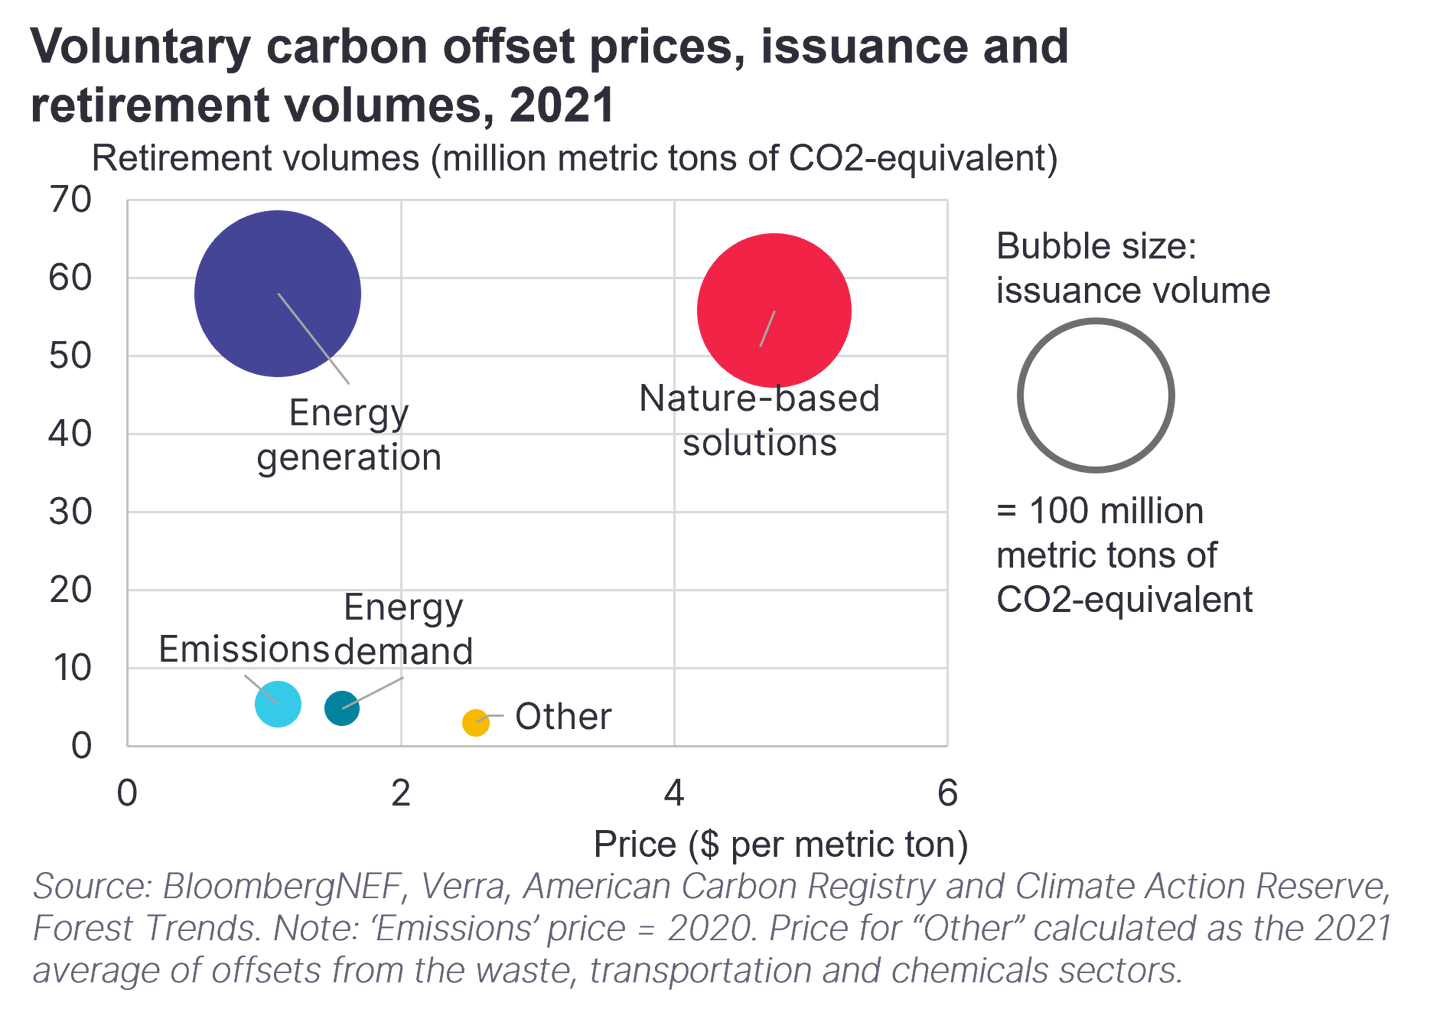 Voluntary carbon offset prices, issuance and
retirement volumes, 2021
Retirement volumes (million metric tons of CO2-equivalent)
70
60
50
40
30
20
10
0
Energy
generation
Nature-based
solutions
Energy
demand
Emissions
Other
0 2 4 6
Price ($ per metric ton)
Bubble size:
issuance volume
= 100 million
metric tons of
CO2-equivalent
Source: BloombergNEF, Verra, American Carbon Registry and Climate Action Reserve,
Forest Trends. Note: ‘Emissions’ price = 2020. Price for “Other” calculated as the 2021
average of offsets from the waste, transportation and chemicals sectors.